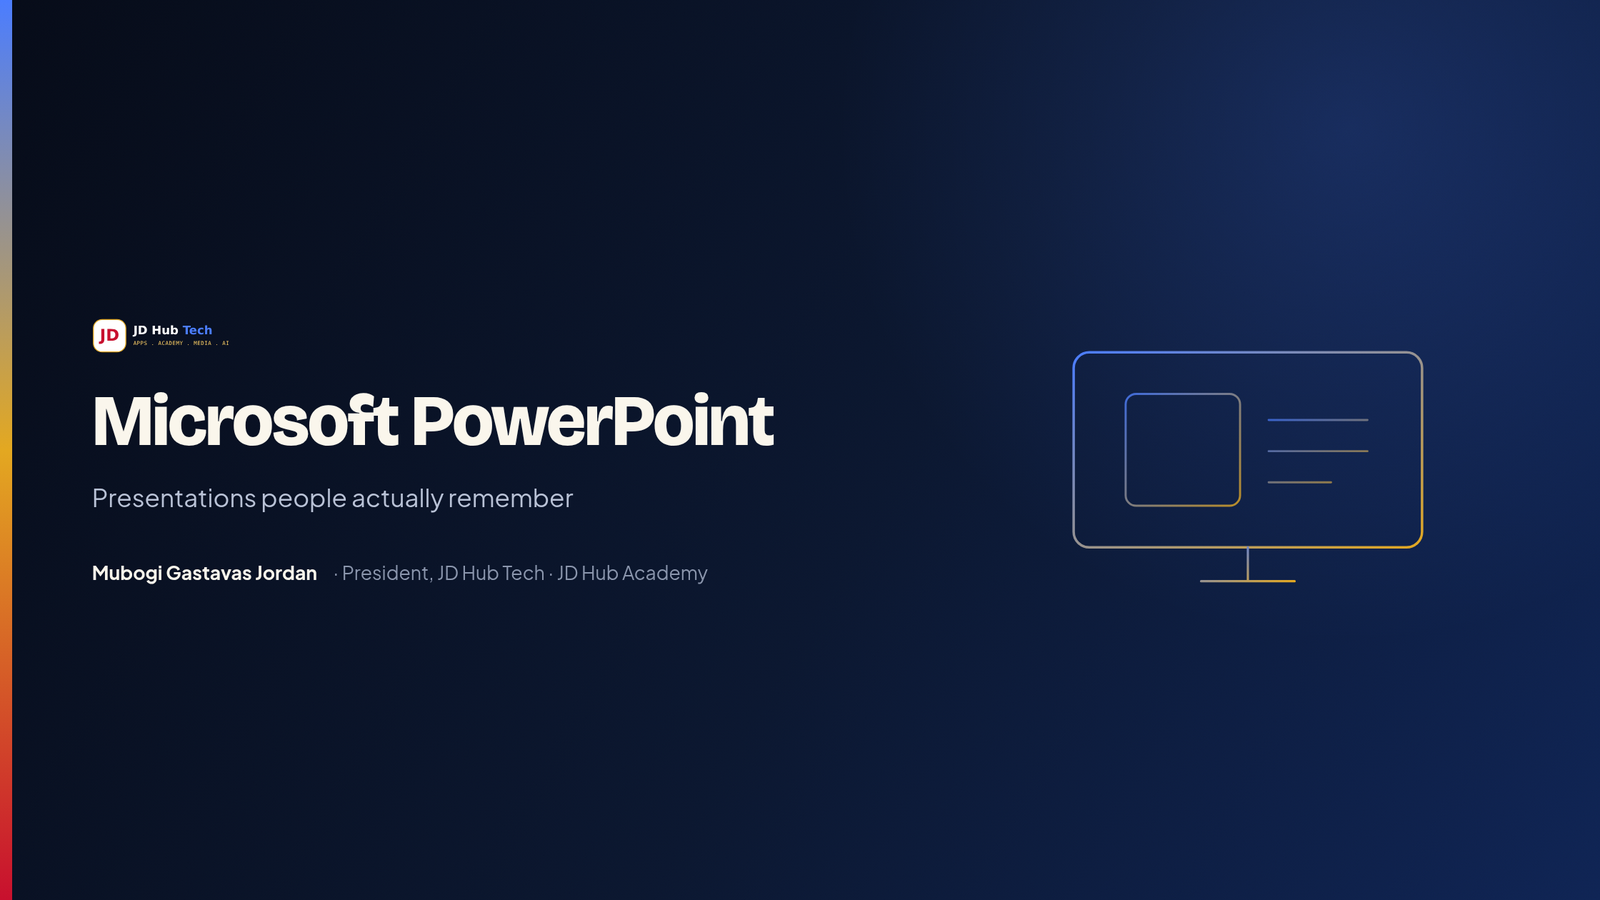 JD
JD Hub Tech
APPS . ACADEMY . MEDIA . AI
Microsoft PowerPoint
Presentations people actually remember
Mubogi Gastavas Jordan · President, JD Hub Tech · JD Hub Academy